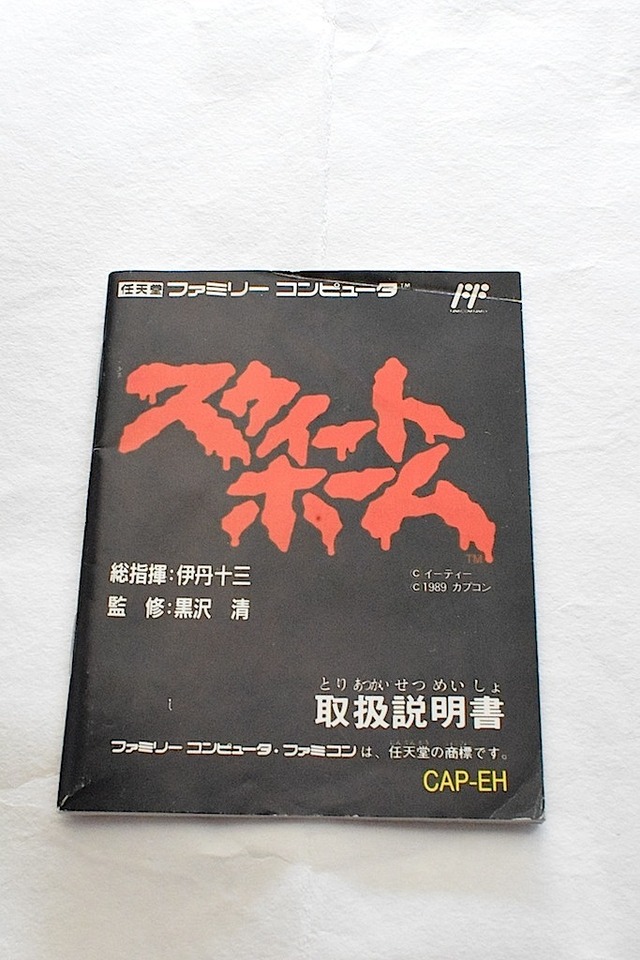 任天堂 ファミリー コンピュータ™
スウィート
ホーム
TM
総指揮:伊丹十三
監 修:黒沢 清
© イーティー
© 1989 カプコン
とりあつかいせつめいしょ
取扱説明書
ファミリー コンピュータ・ファミコン は、任天堂の商標です。
CAP-EH